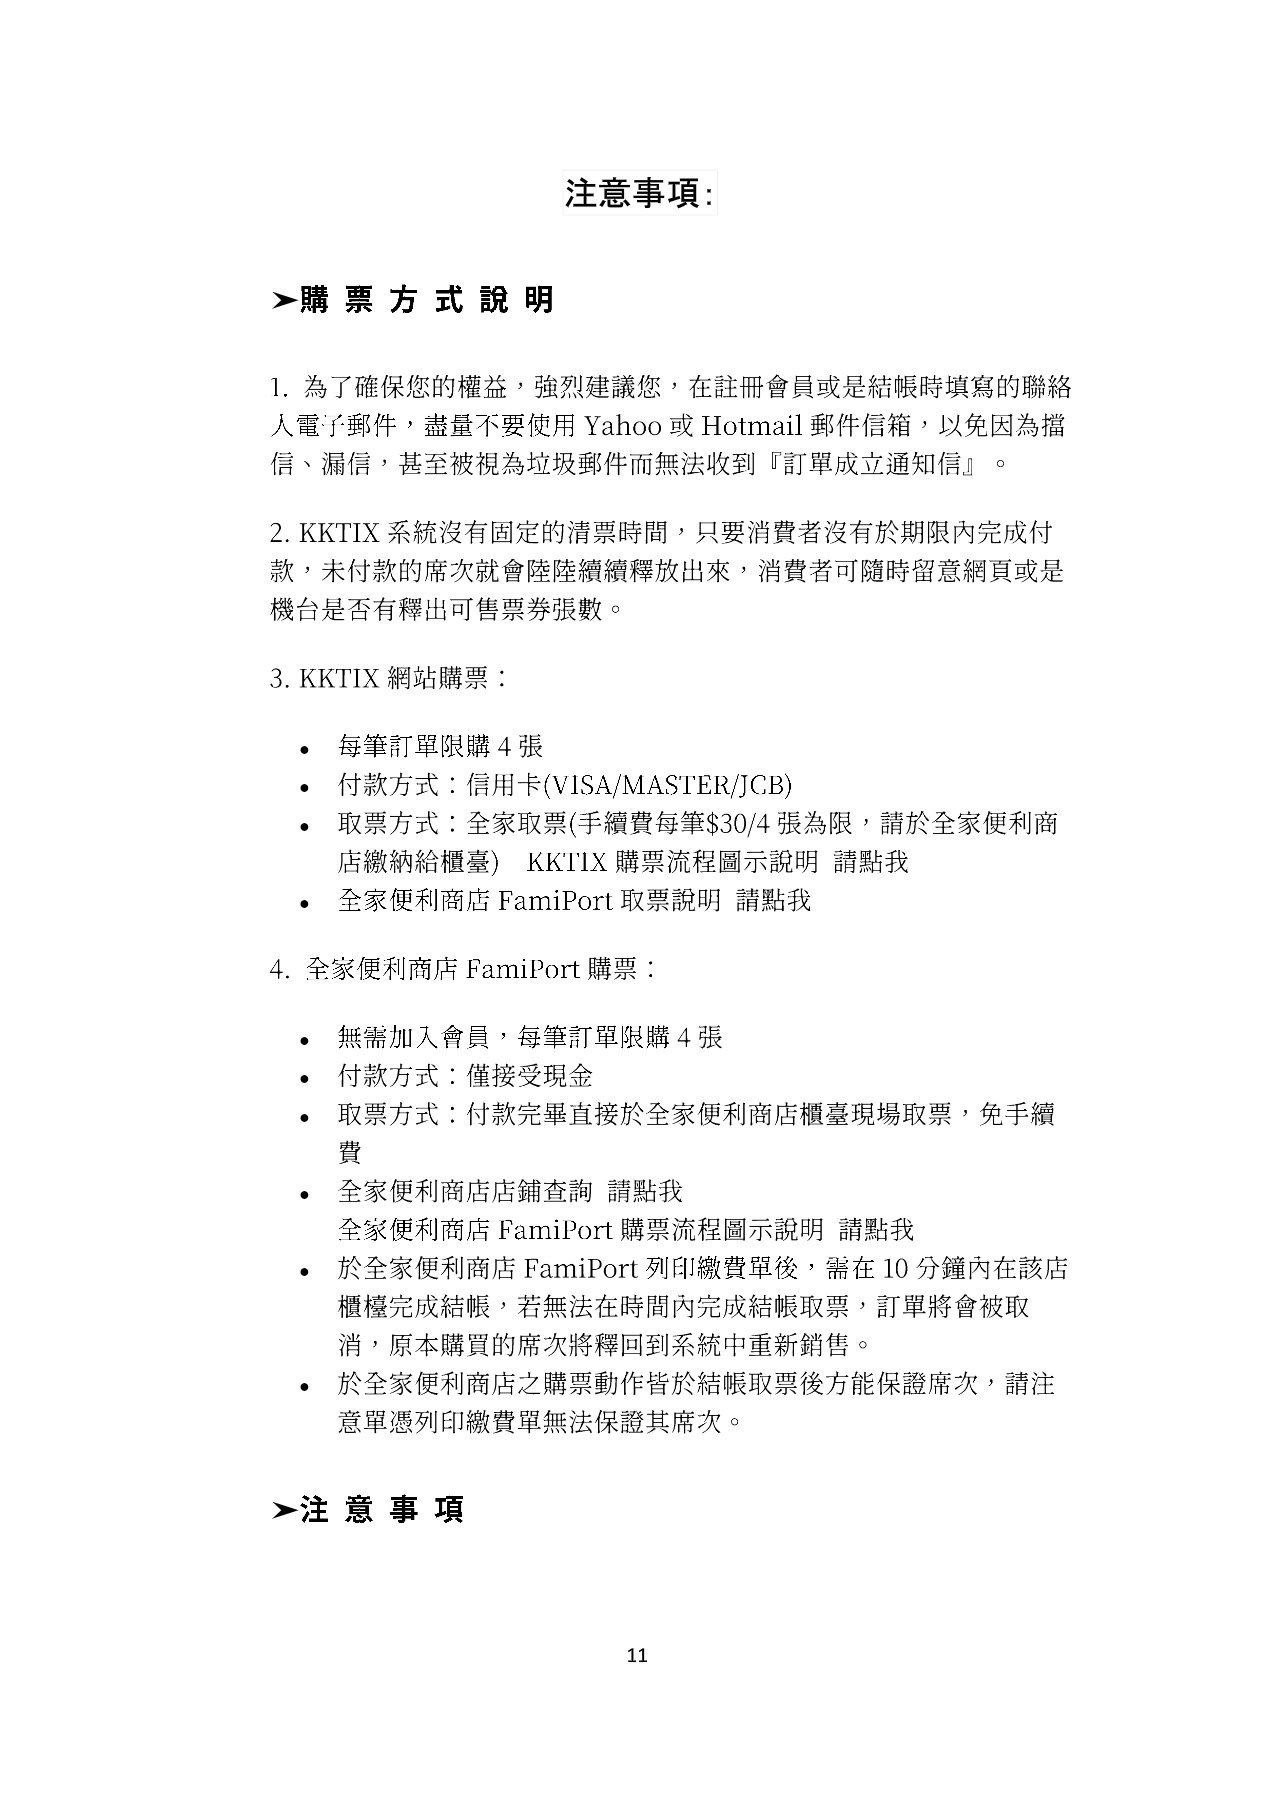 注意事項:
➢購 票 方 式 說 明
1. 為了確保您的權益，強烈建議您，在註冊會員或是結帳時填寫的聯絡
人電子郵件，盡量不要使用 Yahoo 或 Hotmail 郵件信箱，以免因為擋
信、漏信，甚至被視為垃圾郵件而無法收到『訂單成立通知信』。
2. KKTIX 系統沒有固定的清票時間，只要消費者沒有於期限內完成付
款，未付款的席次就會陸陸續續釋放出來，消費者可隨時留意網頁或是
機台是否有釋出可售票券張數。
3. KKTIX 網站購票：
• 每筆訂單限購 4 張
• 付款方式：信用卡(VISA/MASTER/JCB)
• 取票方式：全家取票(手續費每筆$30/4 張為限，請於全家便利商
店繳納給櫃臺) KKTIX 購票流程圖示說明 請點我
• 全家便利商店 FamiPort 取票說明 請點我
4. 全家便利商店 FamiPort 購票：
• 無需加入會員，每筆訂單限購 4 張
• 付款方式：僅接受現金
• 取票方式：付款完畢直接於全家便利商店櫃臺現場取票，免手續
費
• 全家便利商店店鋪查詢 請點我
全家便利商店 FamiPort 購票流程圖示說明 請點我
• 於全家便利商店 FamiPort 列印繳費單後，需在 10 分鐘內在該店
櫃檯完成結帳，若無法在時間內完成結帳取票，訂單將會被取
消，原本購買的席次將釋回到系統中重新銷售。
• 於全家便利商店之購票動作皆於結帳取票後方能保證席次，請注
意單憑列印繳費單無法保證其席次。
➢注 意 事 項
11